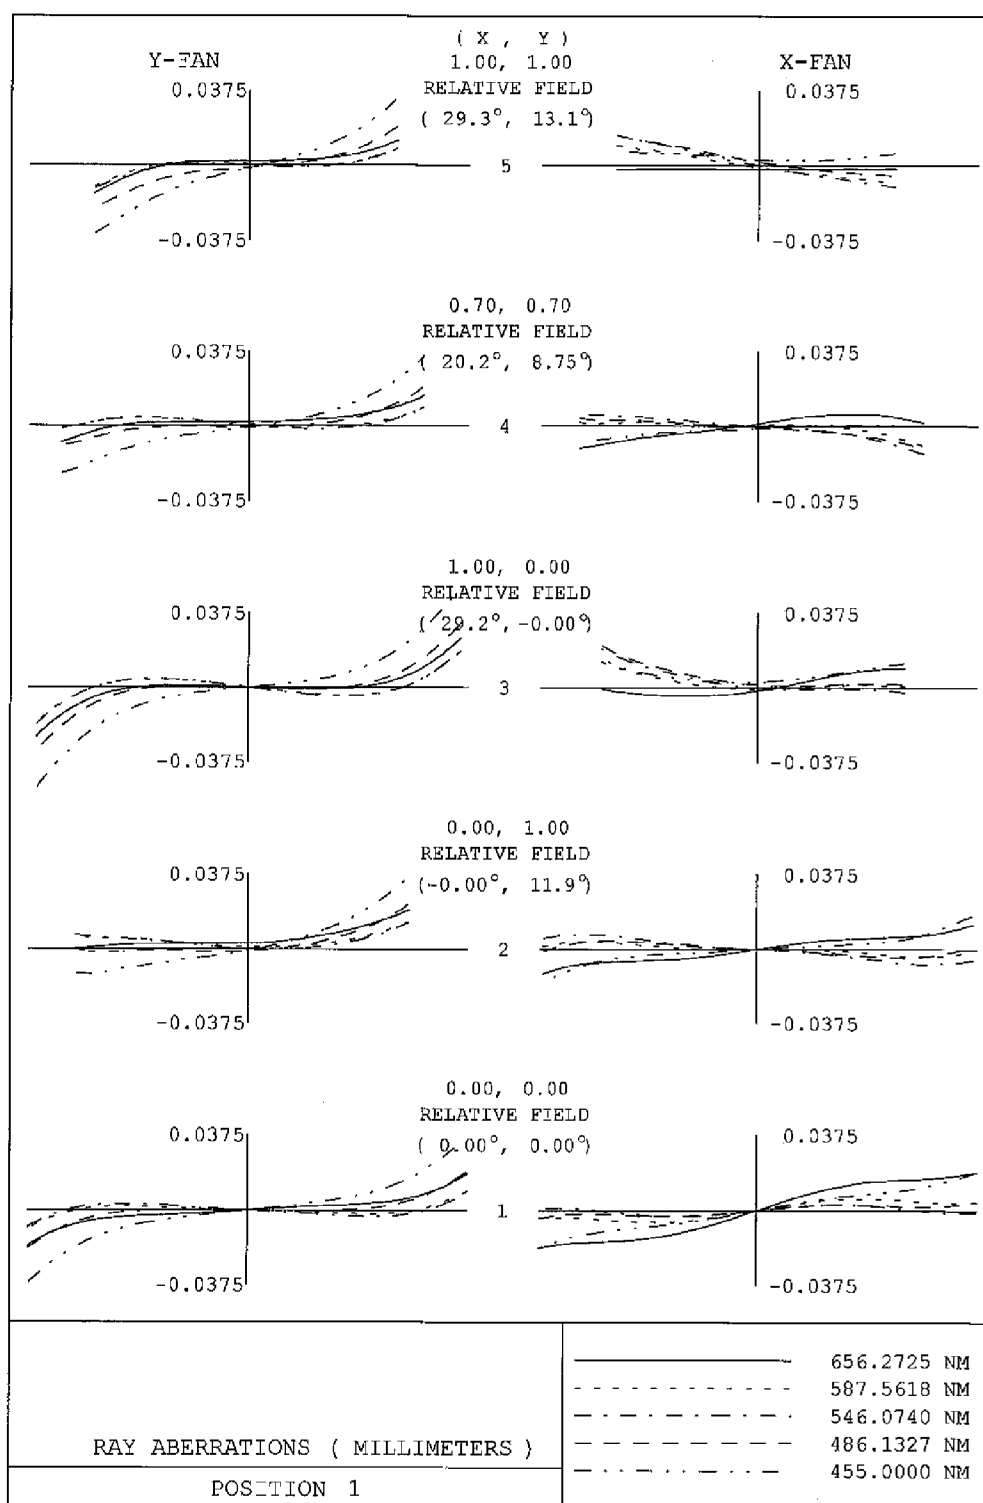 ( X , Y )
Y-FAN 1.00, 1.00 X-FAN
0.0375 RELATIVE FIELD 0.0375
( 29.3°, 13.1°)
5
-0.0375 -0.0375
0.70, 0.70
RELATIVE FIELD
0.0375 ( 20.2°, 8.75°) 0.0375
4
-0.0375 -0.0375
1.00, 0.00
RELATIVE FIELD
0.0375 ( 29.2°,-0.00°) 0.0375
3
-0.0375 -0.0375
0.00, 1.00
RELATIVE FIELD
0.0375 (-0.00°, 11.9°) 0.0375
2
-0.0375 -0.0375
0.00, 0.00
RELATIVE FIELD
0.0375 ( 0.00°, 0.00°) 0.0375
1
-0.0375 -0.0375
656.2725 NM
587.5618 NM
546.0740 NM
486.1327 NM
455.0000 NM
RAY ABERRATIONS ( MILLIMETERS )
POSITION 1